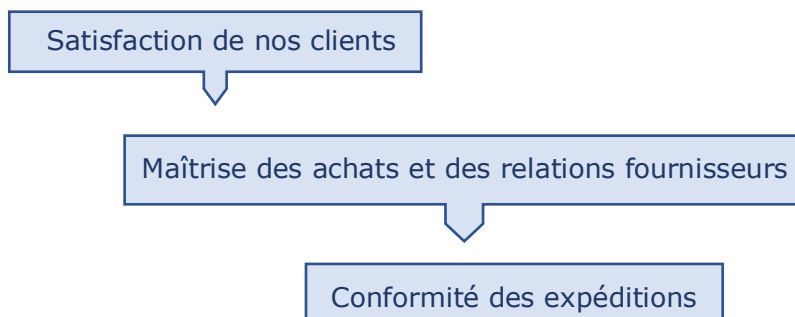 Satisfaction de nos clients
Maîtrise des achats et des relations fournisseurs
Conformité des expéditions